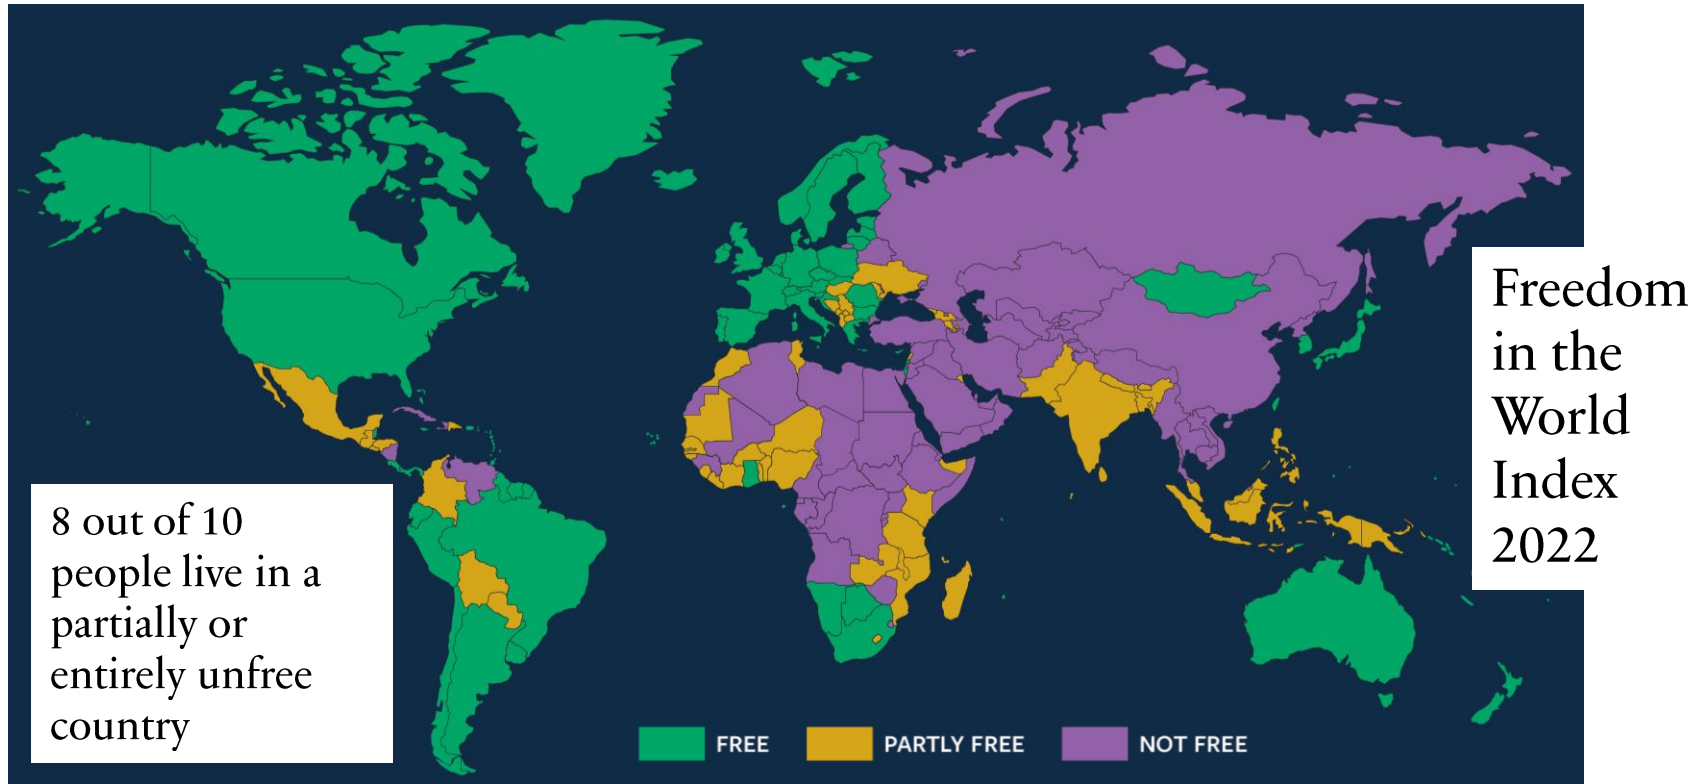 Freedom
in the
World
Index
2022
8 out of 10
people live in a
partially or
entirely unfree
country
FREE
PARTLY FREE
NOT FREE